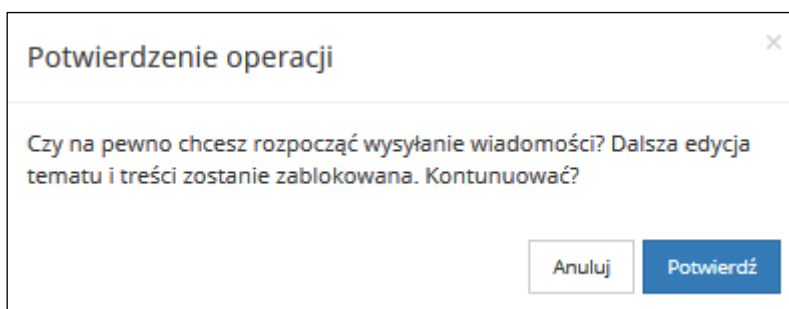 Potwierdzenie operacji
×
Czy na pewno chcesz rozpocząć wysyłanie wiadomości? Dalsza edycja
tematu i treści zostanie zablokowana. Kontunuować?
Anuluj
Potwierdź